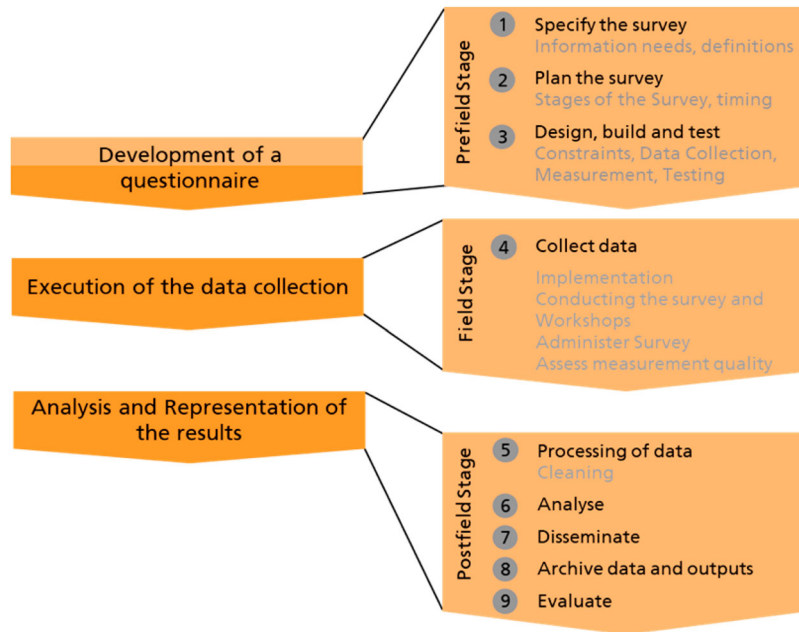 Development of a
questionnaire
Prefield Stage
1 Specify the survey
Information needs, definitions
2 Plan the survey
Stages of the Survey, timing
3 Design, build and test
Constraints, Data Collection,
Measurement, Testing
Execution of the data collection
Field Stage
4 Collect data
Implementation
Conducting the survey and
Workshops
Administer Survey
Assess measurement quality
Analysis and Representation of
the results
Postfield Stage
5 Processing of data
Cleaning
6 Analyse
7 Disseminate
8 Archive data and outputs
9 Evaluate